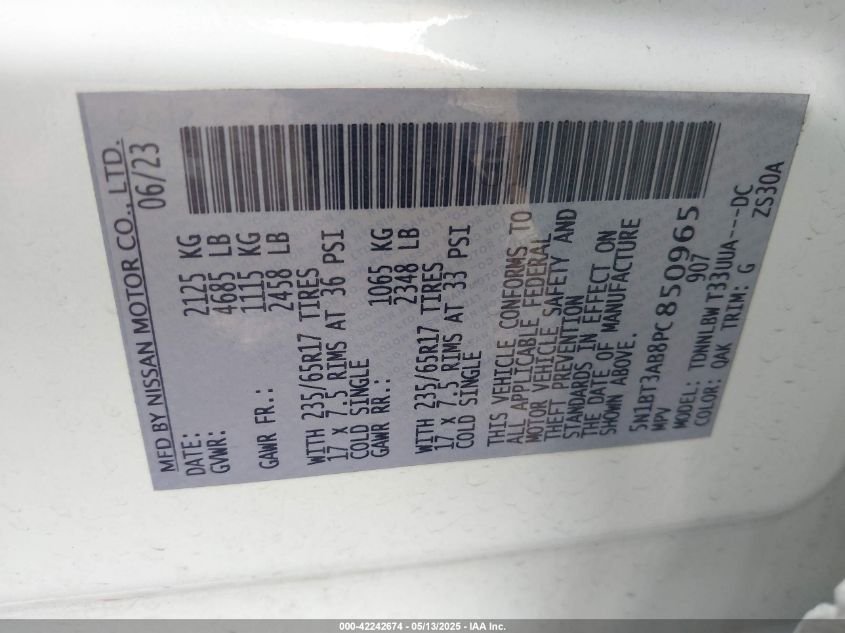 MFD BY NISSAN MOTOR CO., LTD.
DATE: 06/23
GVWR: 2125 KG
4685 LB
GAWR FR.: 1115 KG
2458 LB
WITH 235/65R17 TIRES
17 X 7.5 RIMS AT 36 PSI
COLD SINGLE
GAWR RR.: 1065 KG
2348 LB
WITH 235/65R17 TIRES
17 X 7.5 RIMS AT 33 PSI
COLD SINGLE
THIS VEHICLE CONFORMS TO
ALL APPLICABLE FEDERAL
MOTOR VEHICLE SAFETY AND
THEFT PREVENTION
STANDARDS IN EFFECT ON
THE DATE OF MANUFACTURE
SHOWN ABOVE.
5N1BT3AB8PC850965
MPV 907
MODEL: TDNNLBW T33UUA----DC
COLOR: QAK TRIM: G ZS30A
000-42242674 - 05/13/2025 - IAA Inc.